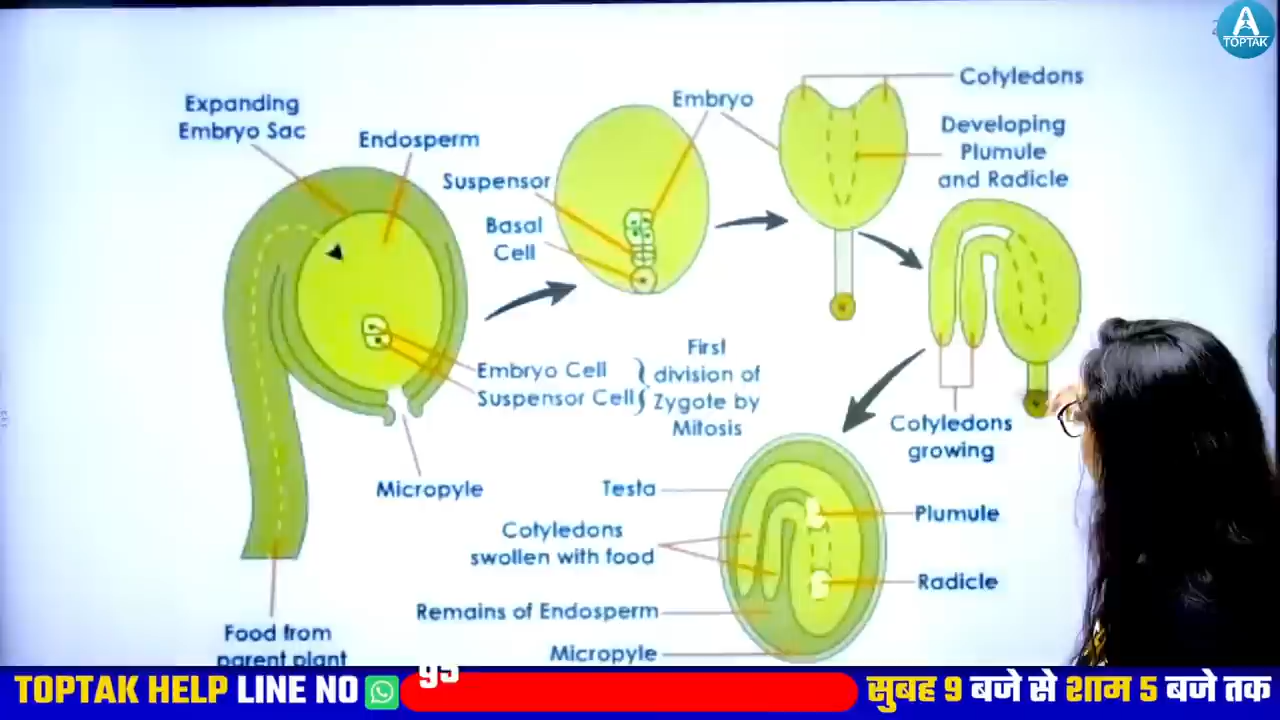 A
TOPTAK
Cotyledons
Expanding
Embryo Sac
Endosperm
Embryo
Developing
Plumule
and Radicle
Suspensor
Basal
Cell
Embryo Cell
Suspensor Cell
First
division of
Zygote by
Mitosis
Cotyledons
growing
Micropyle
Testa
Plumule
Cotyledons
swollen with food
Radicle
Remains of Endosperm
Food from
parent plant
Micropyle
TOPTAK HELP LINE NO
95
सुबह 9 बजे से शाम 5 बजे तक